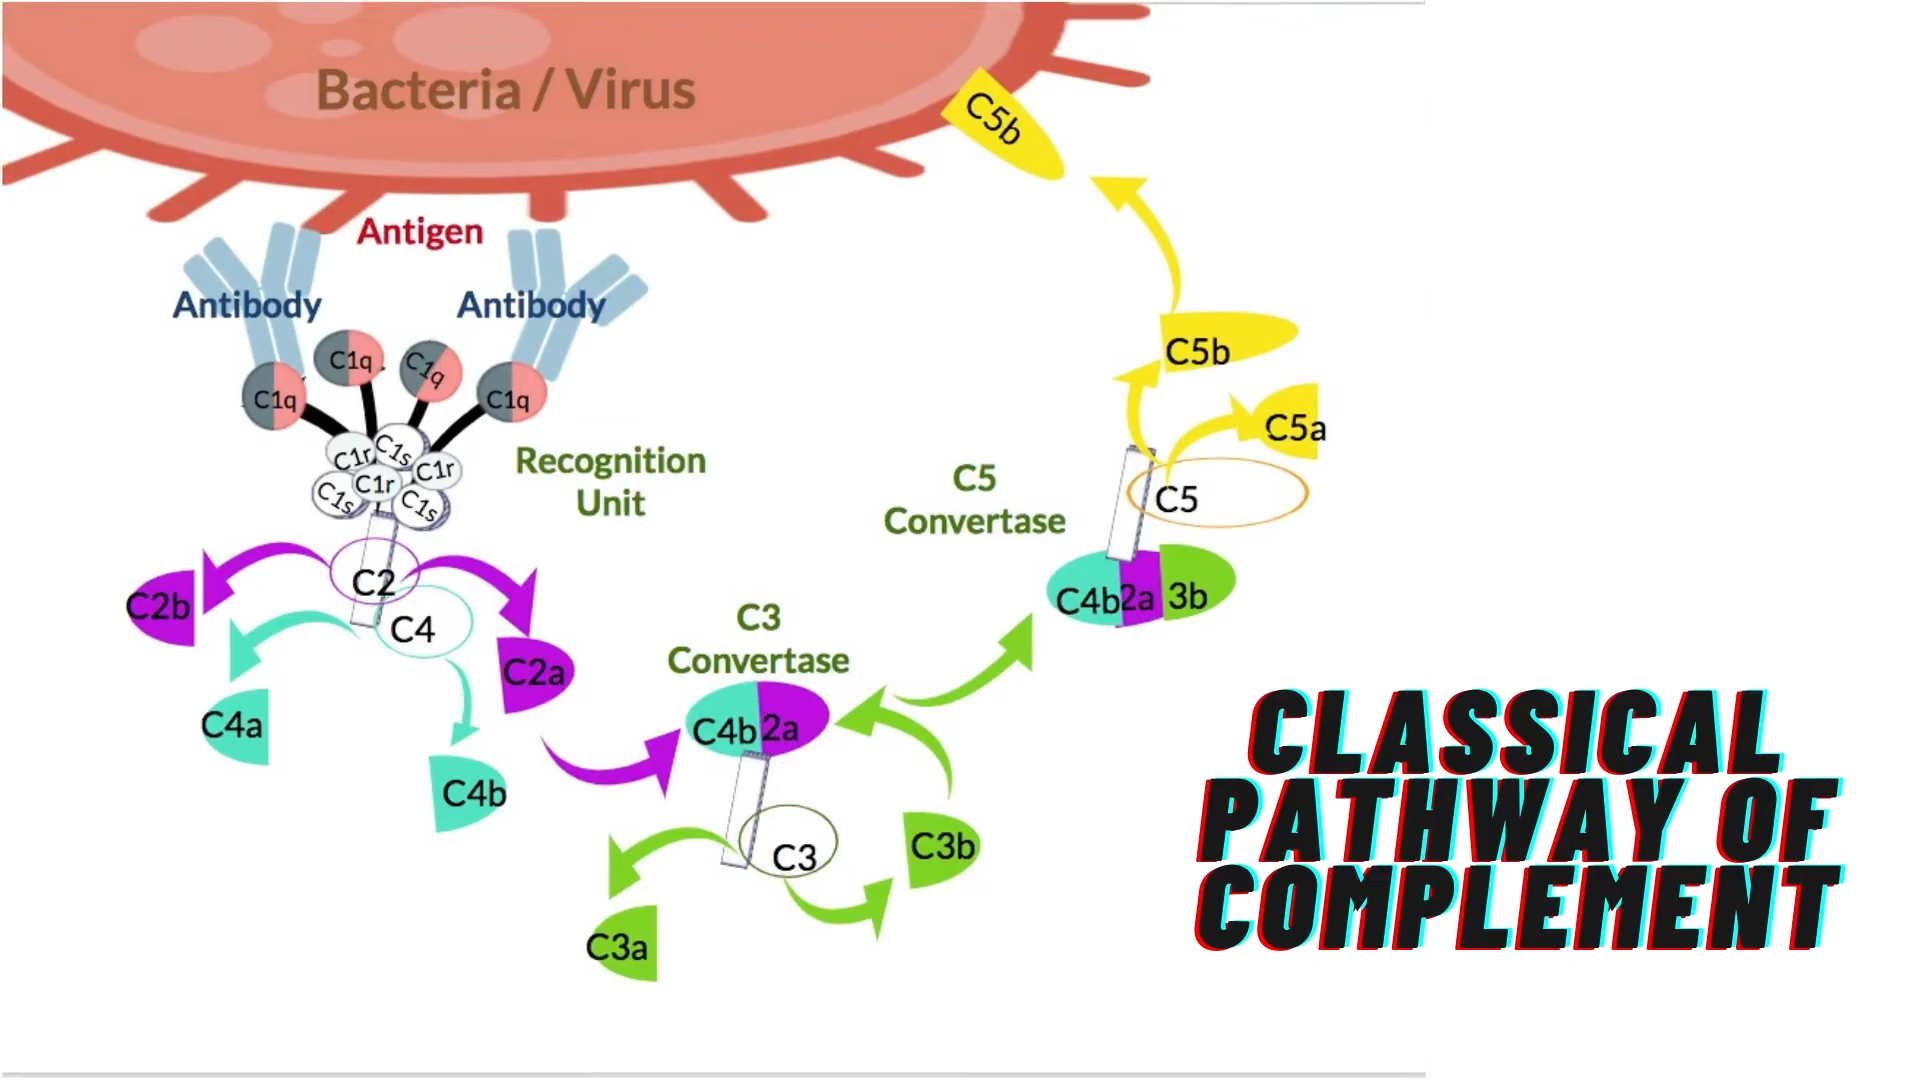 Bacteria / Virus
C5b
Antigen
Antibody
Antibody
C1q
C1q
C1q
C1q
C1r
C1s
C1r
C1r
C1s
C1s
Recognition
Unit
C2
C4
C2b
C2a
C4a
C4b
C3
Convertase
C4b 2a
C3
C3a
C3b
C5
Convertase
C4b 2a 3b
C5
C5a
C5b
CLASSICAL
PATHWAY OF
COMPLEMENT